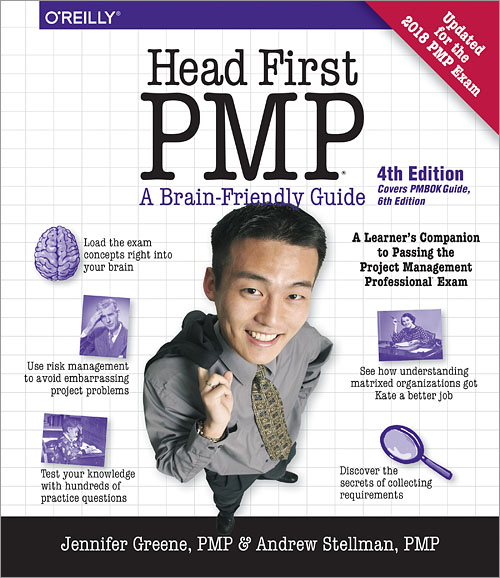 O'REILLY®
Updated
for the
2018 PMP Exam
Head First
PMP®
A Brain-Friendly Guide
4th Edition
Covers PMBOK Guide,
6th Edition
Load the exam
concepts right into
your brain
A Learner's Companion
to Passing the
Project Management
Professional Exam
Use risk management
to avoid embarrassing
project problems
See how understanding
matrixed organizations got
Kate a better job
Test your knowledge
with hundreds of
practice questions
Discover the
secrets of collecting
requirements
Jennifer Greene, PMP & Andrew Stellman, PMP